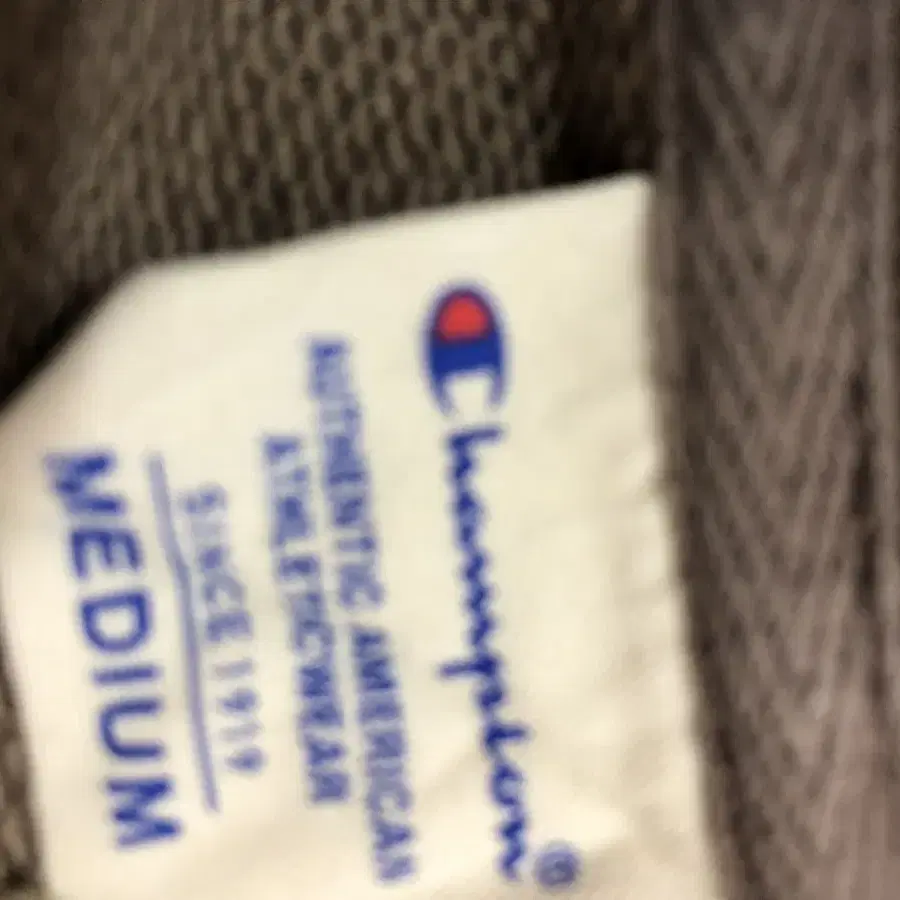 Champion®
AUTHENTIC AMERICAN
ATHLETICWEAR
SINCE 1919
MEDIUM